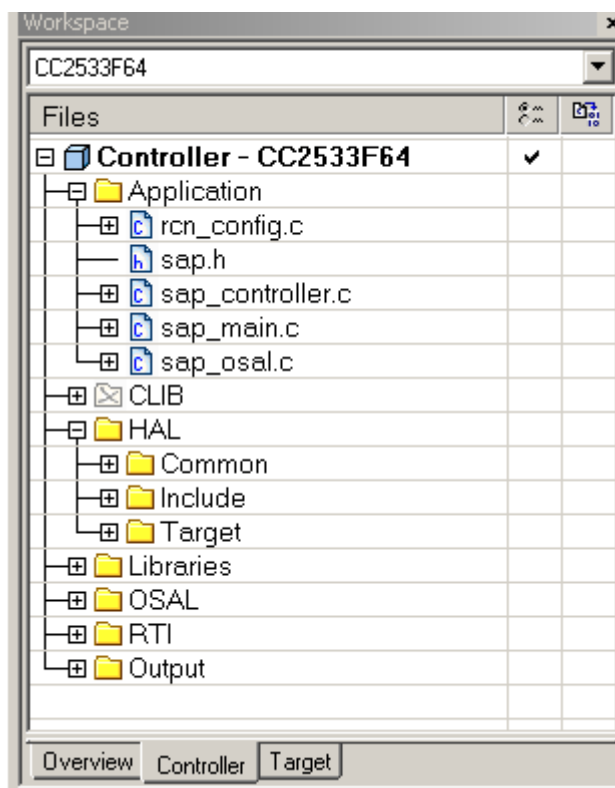 Workspace
CC2533F64
Files
Controller - CC2533F64
Application
rcn_config.c
sap.h
sap_controller.c
sap_main.c
sap_osal.c
CLIB
HAL
Common
Include
Target
Libraries
OSAL
RTI
Output
Overview Controller Target